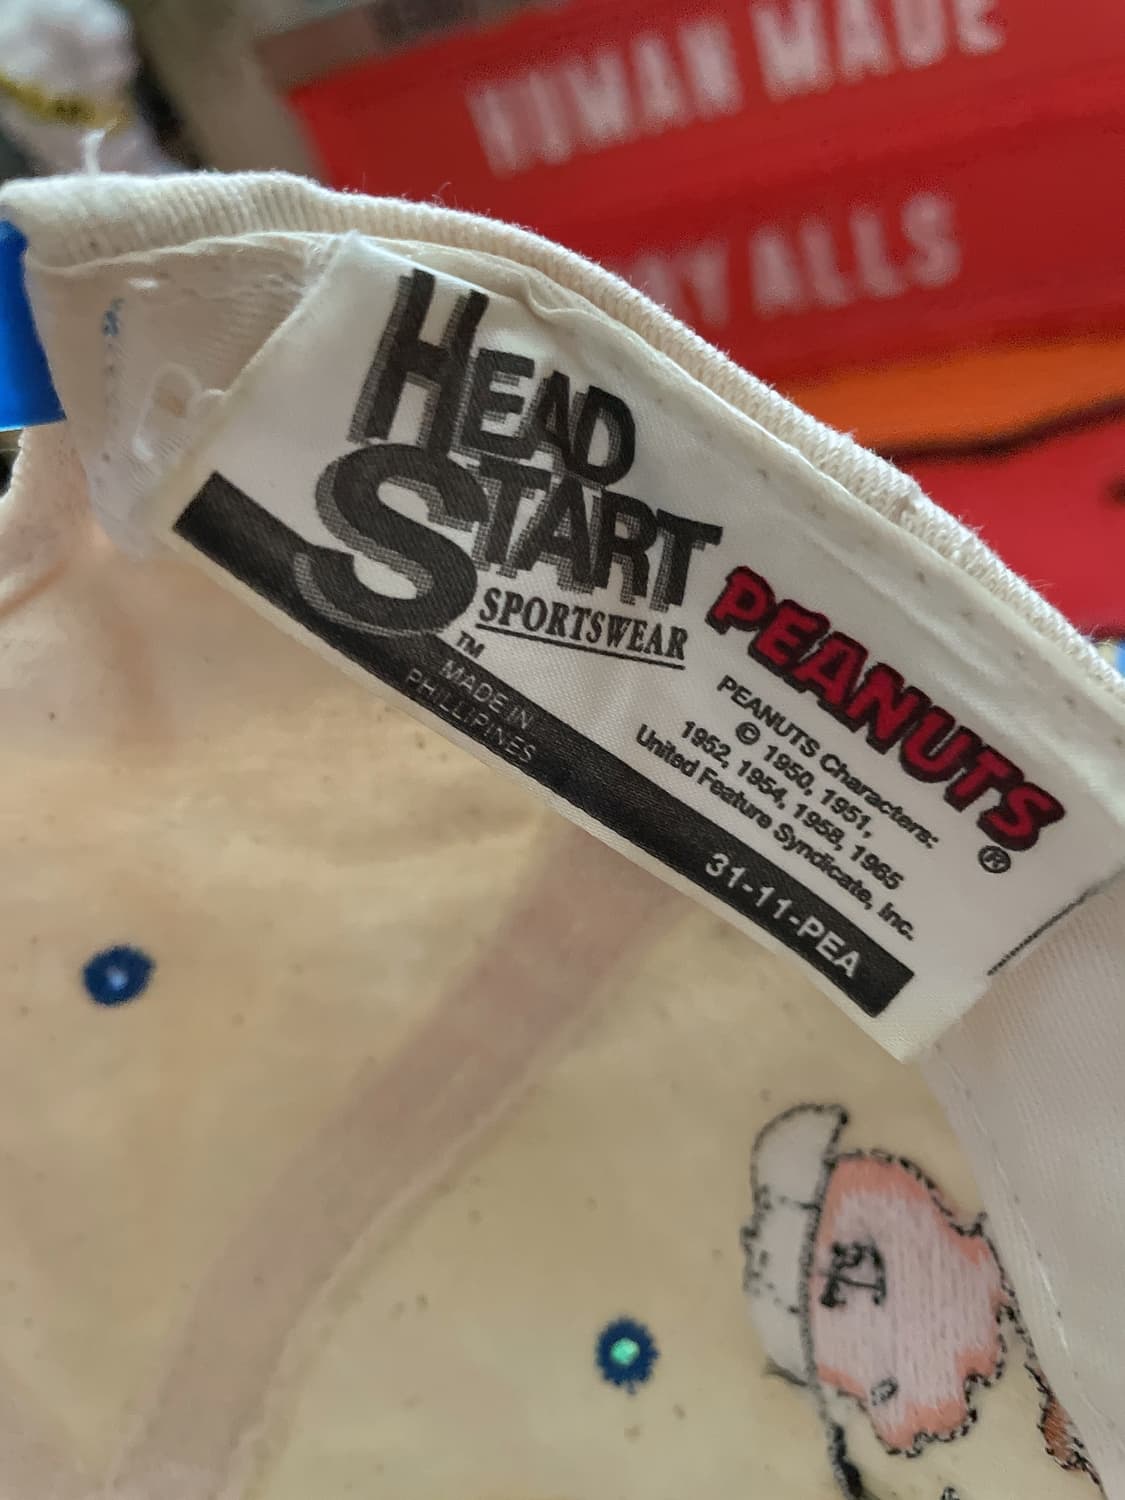 HUMAN MADE
ALLS
HEAD
START
SPORTSWEAR
TM
MADE IN
PHILLIPINES
PEANUTS
®
PEANUTS Characters:
© 1950, 1951,
1952, 1954, 1958, 1965
United Feature Syndicate, Inc.
31-11-PEA